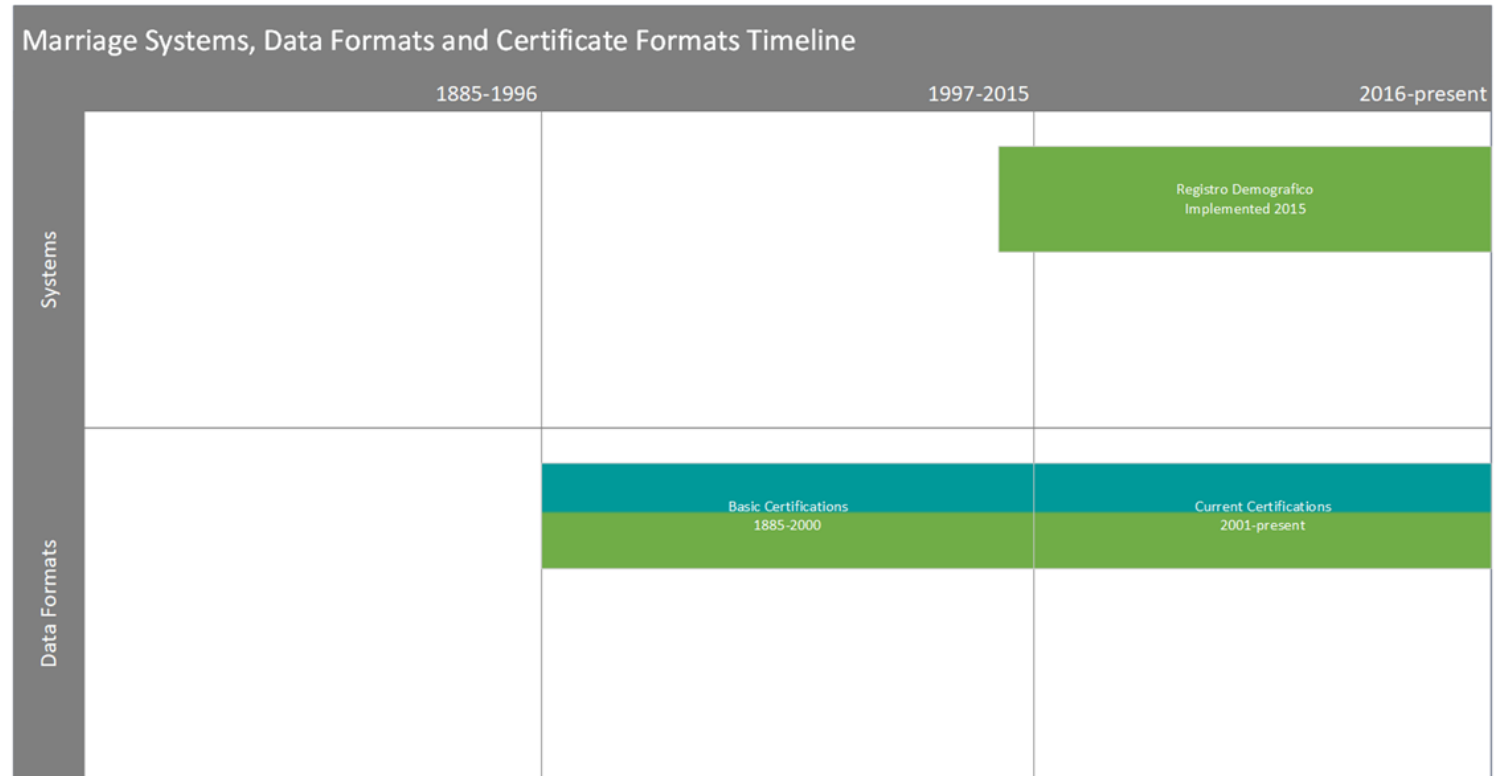 Marriage Systems, Data Formats and Certificate Formats Timeline
1885-1996
1997-2015
2016-present
Systems
Registro Demografico
Implemented 2015
Data Formats
Basic Certifications
1885-2000
Current Certifications
2001-present